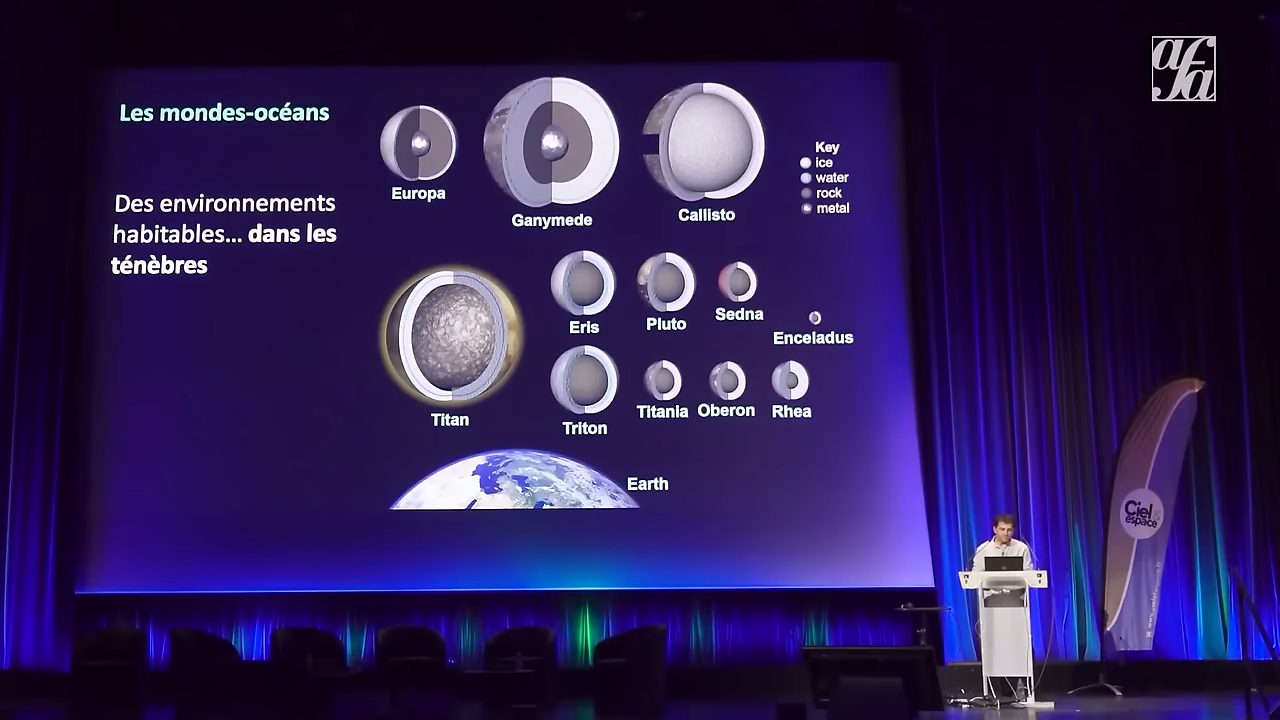 afa
Les mondes-océans
Des environnements
habitables... dans les
ténèbres
Europa
Ganymede
Callisto
Key
ice
water
rock
metal
Titan
Eris
Pluto
Sedna
Enceladus
Triton
Titania
Oberon
Rhea
Earth
Ciel &
espace